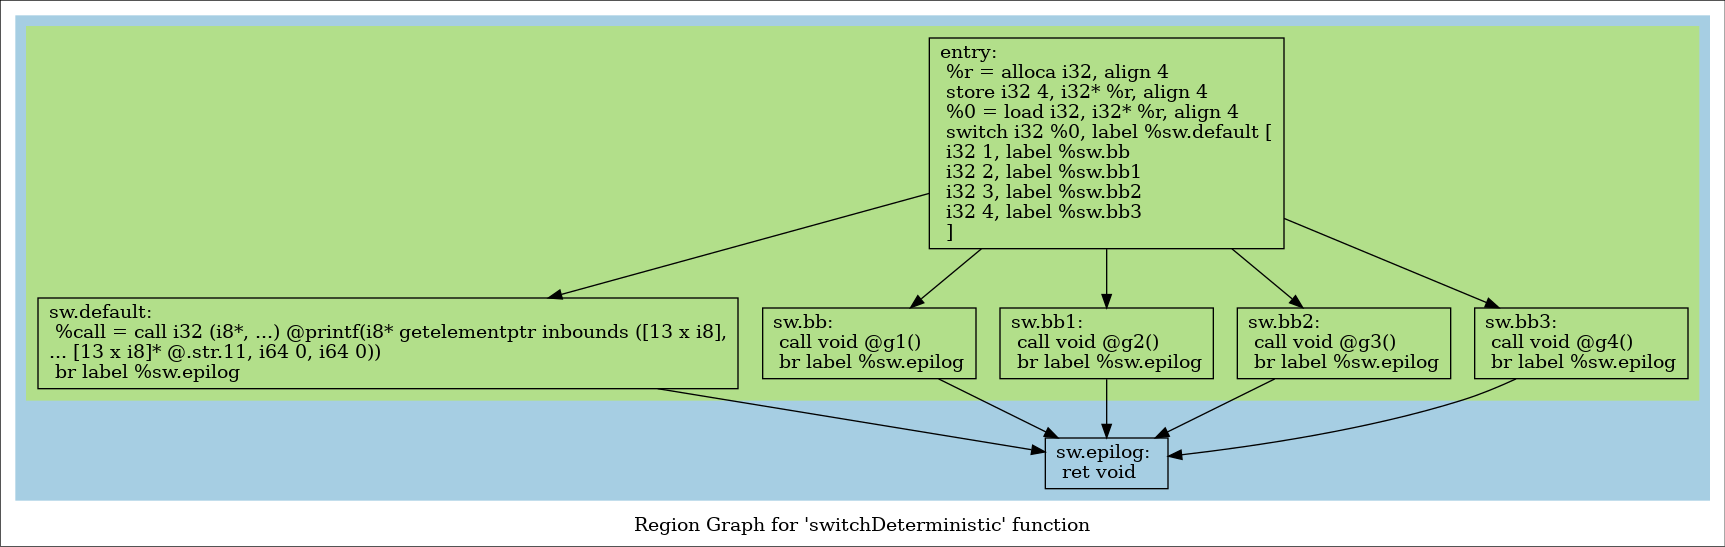 entry:
%r = alloca i32, align 4
store i32 4, i32* %r, align 4
%0 = load i32, i32* %r, align 4
switch i32 %0, label %sw.default [
i32 1, label %sw.bb
i32 2, label %sw.bb1
i32 3, label %sw.bb2
i32 4, label %sw.bb3
]
sw.default:
%call = call i32 (i8*, ...) @printf(i8* getelementptr inbounds ([13 x i8],
... [13 x i8]* @.str.11, i64 0, i64 0))
br label %sw.epilog
sw.bb:
call void @g1()
br label %sw.epilog
sw.bb1:
call void @g2()
br label %sw.epilog
sw.bb2:
call void @g3()
br label %sw.epilog
sw.bb3:
call void @g4()
br label %sw.epilog
sw.epilog:
ret void
Region Graph for 'switchDeterministic' function